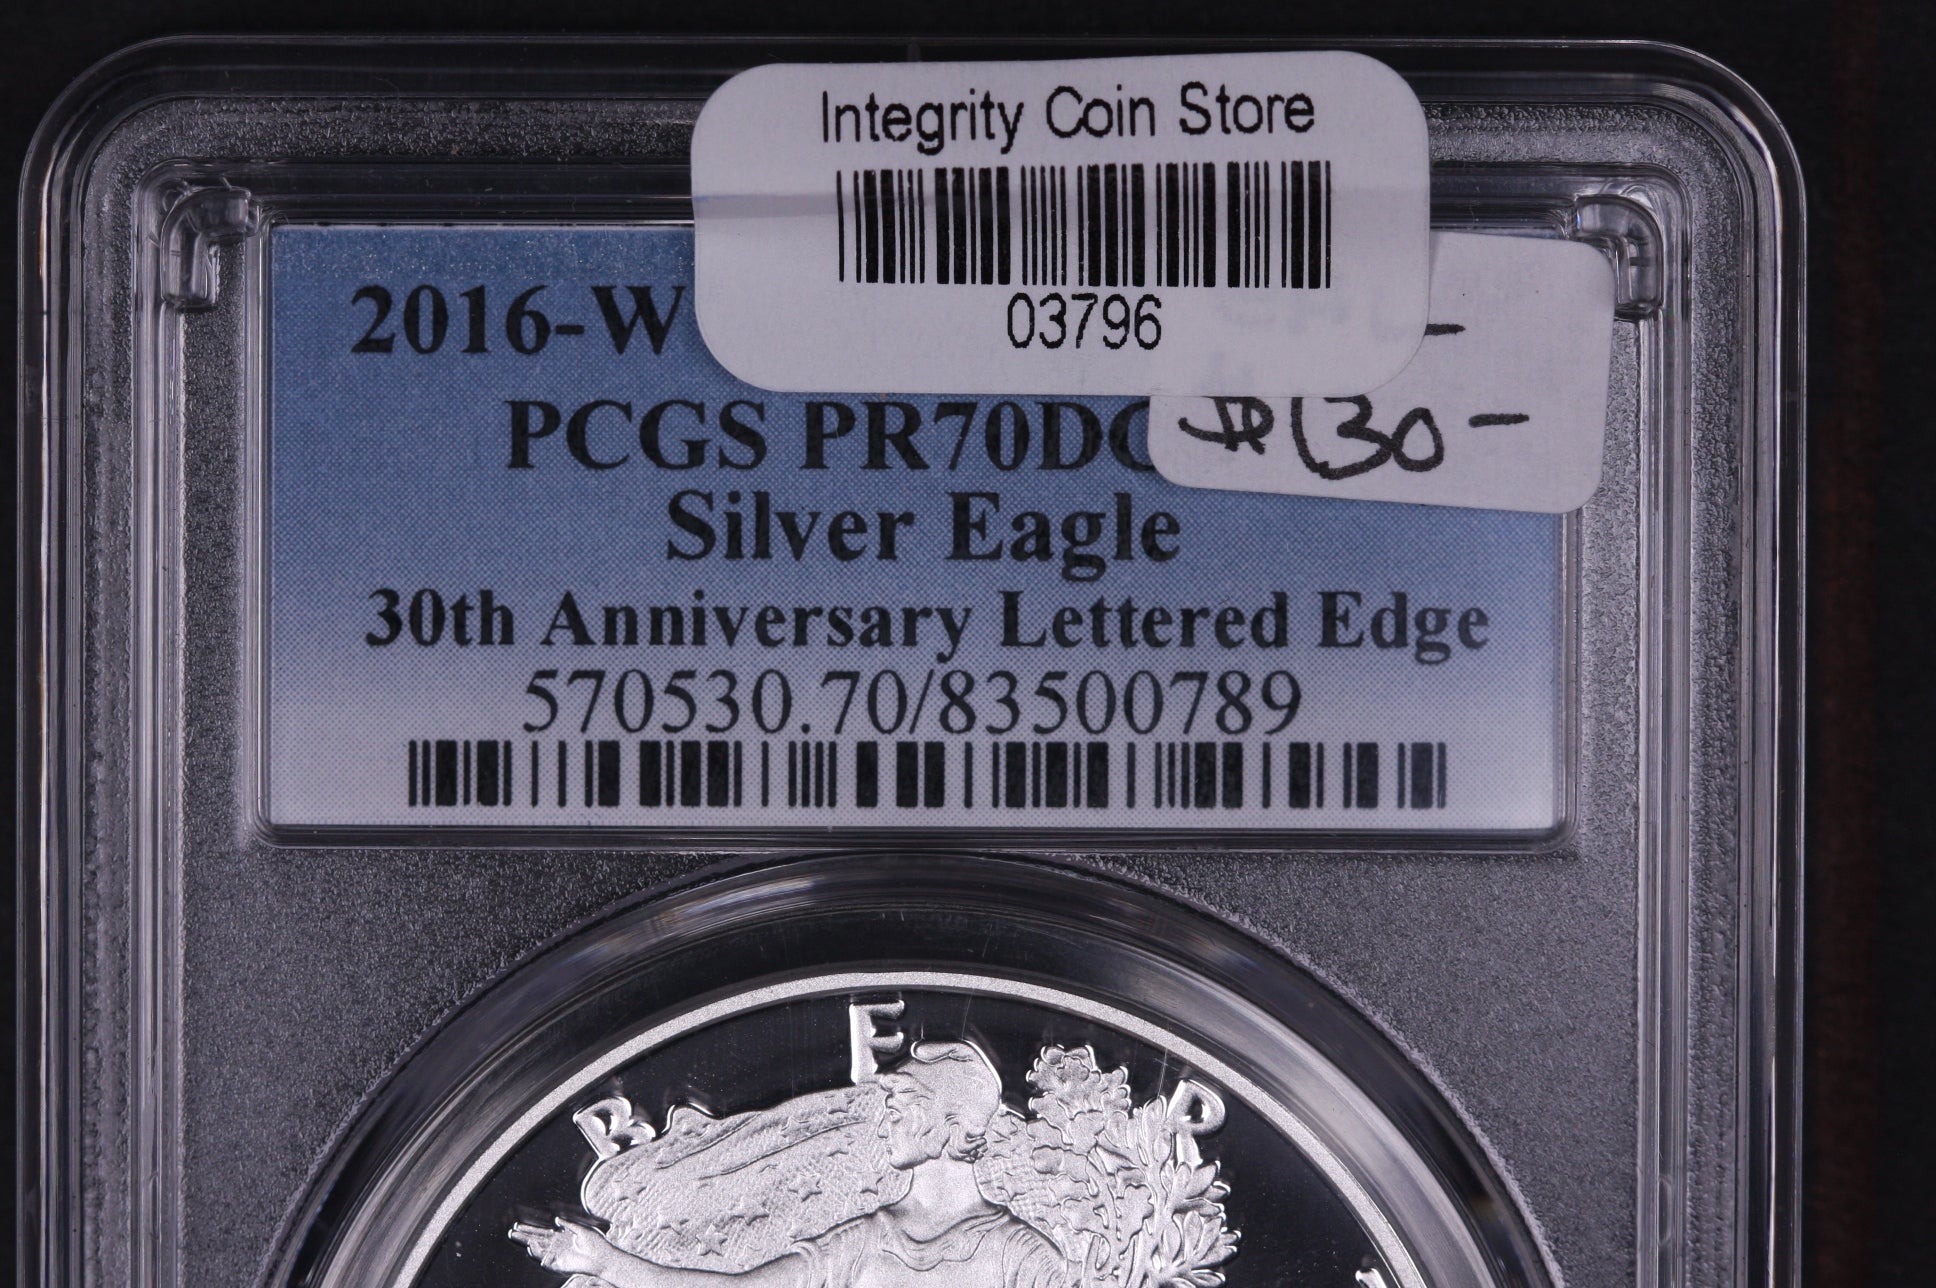 Integrity Coin Store
03796
2016-W
$130-
PCGS PR70DC
Silver Eagle
30th Anniversary Lettered Edge
570530.70/83500789